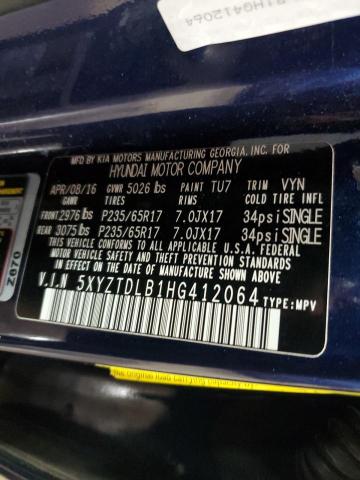 R1HG412064
MFD BY KIA MOTORS MANUFACTURING GEORGIA, INC. FOR
HYUNDAI MOTOR COMPANY
APR/08/16 GVWR 5026 lbs PAINT TU7 TRIM VYN
GAWR TIRES RIMS COLD TIRE INFL
FRONT 2976 lbs P235/65R17 7.0JX17 34psi SINGLE
REAR 3075 lbs P235/65R17 7.0JX17 34psi SINGLE
THIS VEHICLE CONFORMS TO ALL APPLICABLE U.S.A. FEDERAL
MOTOR VEHICLE SAFETY AND THEFT PREVENTION STANDARDS
IN EFFECT ON THE DATE OF MANUFACTURE SHOWN ABOVE
V.I.N 5XYZTDLB1HG412064 TYPE: MPV